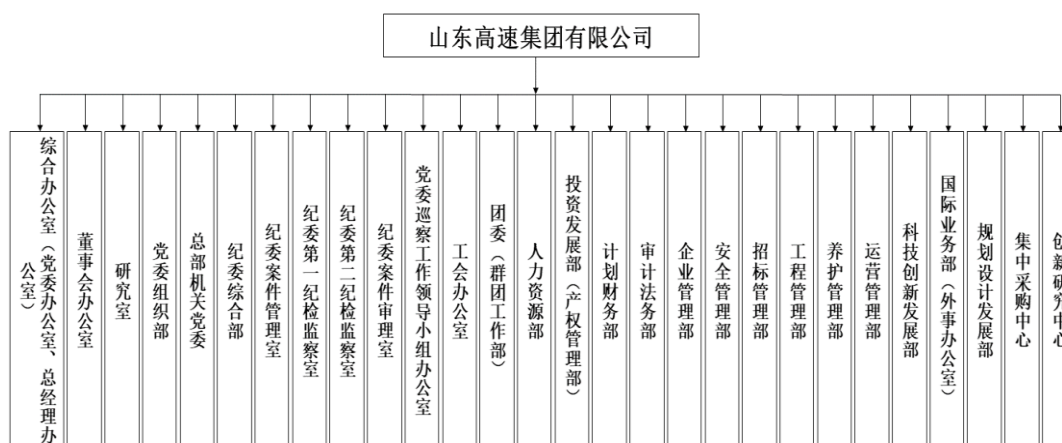 山东高速集团有限公司
综合办公室（党委办公室、总经理办
公室）
董事会办公室
研究室
党委组织部
总部机关党委
纪委综合部
纪委案件管理室
纪委第一纪检监察室
纪委第二纪检监察室
纪委案件审理室
党委巡察工作领导小组办公室
工会办公室
团委（群团工作部）
人力资源部
投资发展部（产权管理部）
计划财务部
审计法务部
企业管理部
安全管理部
招标管理部
工程管理部
养护管理部
运营管理部
科技创新发展部
国际业务部（外事办公室）
规划设计发展部
集中采购中心
创新研究中心